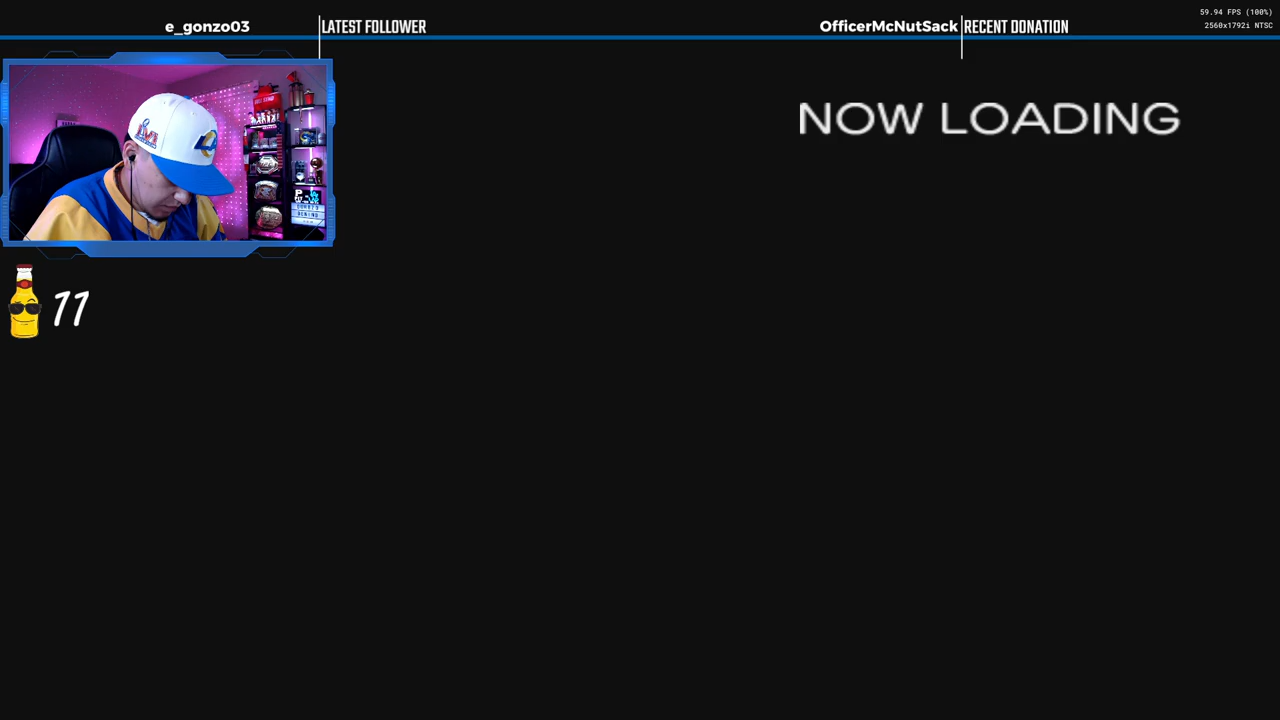 e_gonzo03 LATEST FOLLOWER
OfficerMcNutSack RECENT DONATION
59.94 FPS (100%)
2560x1792i NTSC
NOW LOADING
11